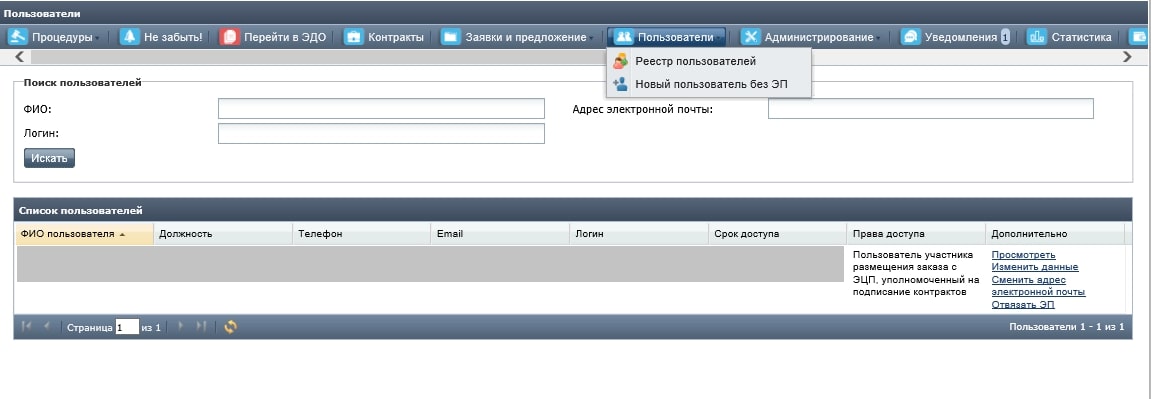 Пользователи
Процедуры Не забыть! Перейти в ЭДО Контракты Заявки и предложение Пользователи Администрирование Уведомления 1 Статистика
Реестр пользователей
Новый пользователь без ЭП
Поиск пользователей
ФИО: Адрес электронной почты:
Логин:
Искать
Список пользователей
ФИО пользователя Должность Телефон Email Логин Срок доступа Права доступа Дополнительно
Пользователь участника Просмотреть
размещения заказа с Изменить данные
ЭЦП, уполномоченный на Сменить адрес
подписание контрактов электронной почты
Отвязать ЭП
Страница 1 из 1 Пользователи 1 - 1 из 1